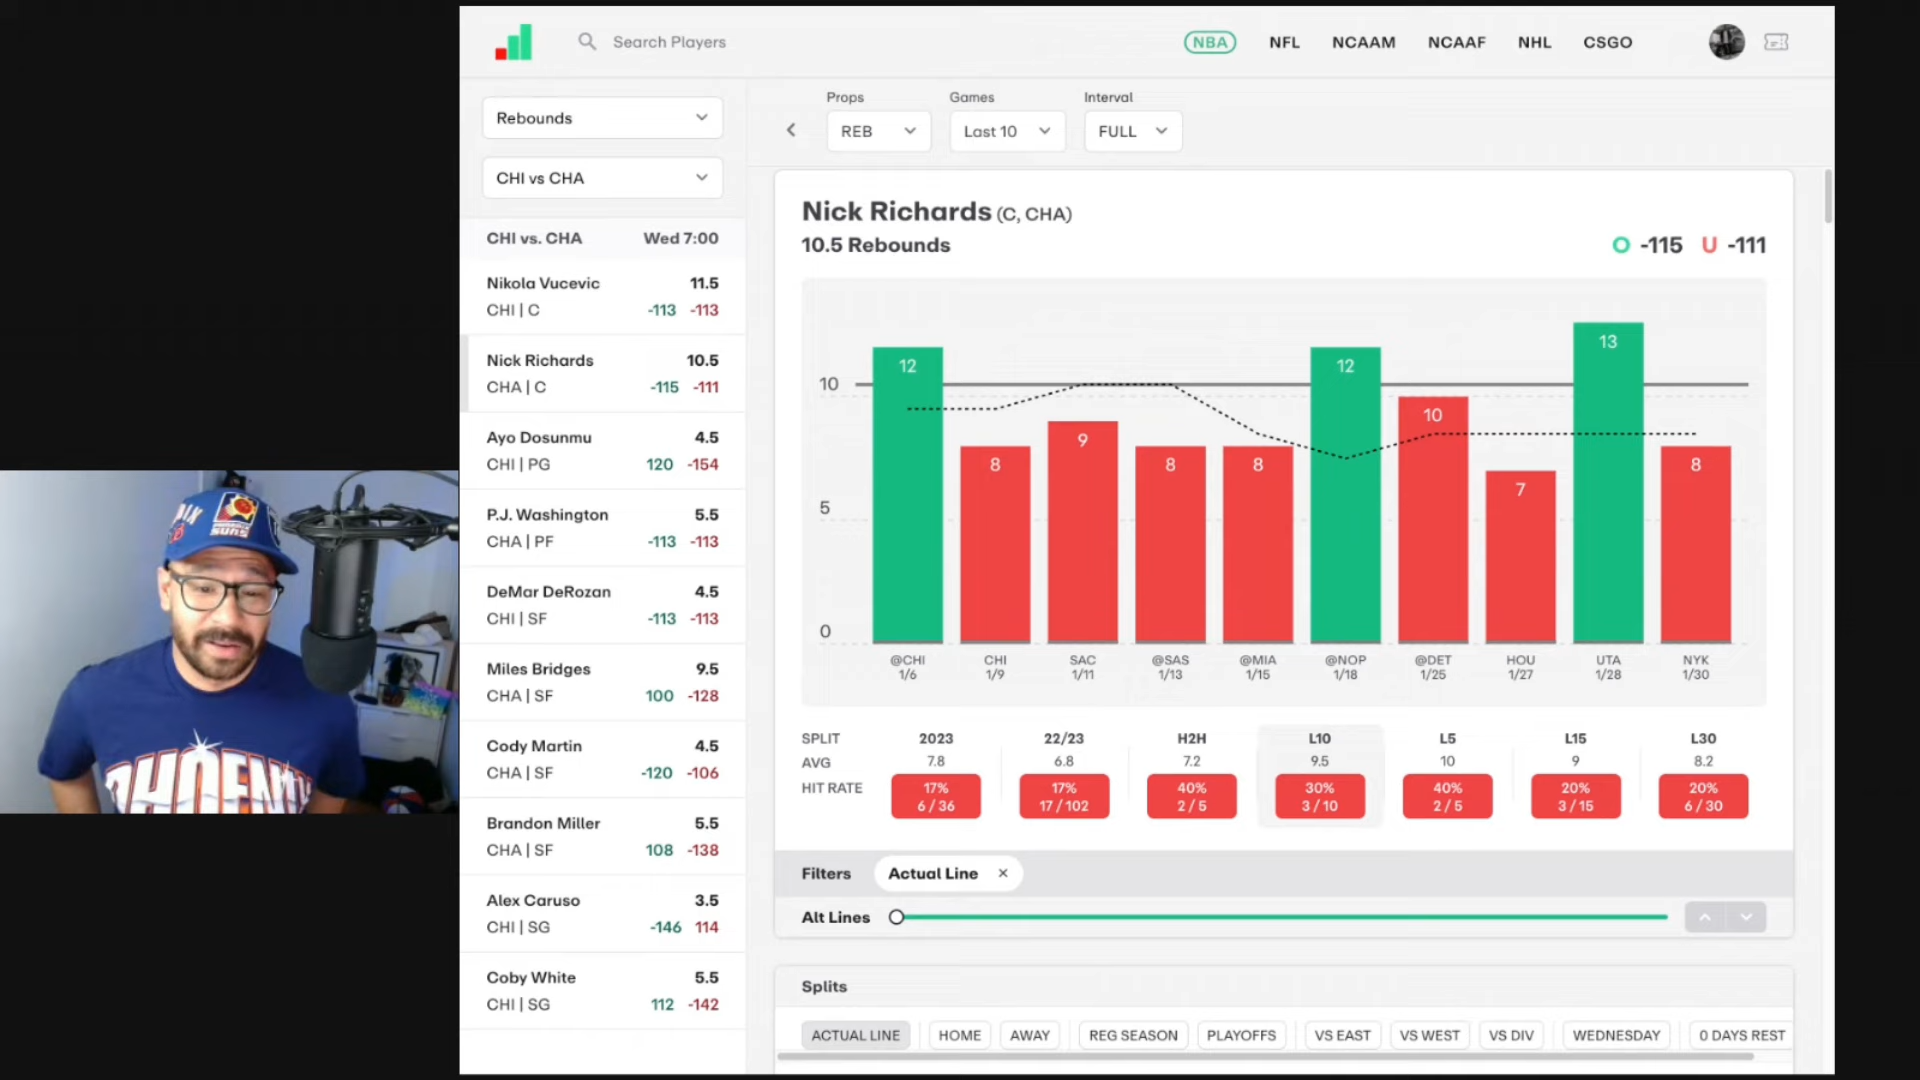 Search Players
NBA NFL NCAAM NCAAF NHL CSGO
Rebounds
CHI vs CHA
CHI vs. CHA Wed 7:00
Nikola Vucevic 11.5
CHI | C -113 -113
Nick Richards 10.5
CHA | C -115 -111
Ayo Dosunmu 4.5
CHI | PG 120 -154
P.J. Washington 5.5
CHA | PF -113 -113
DeMar DeRozan 4.5
CHI | SF -113 -113
Miles Bridges 9.5
CHA | SF 100 -128
Cody Martin 4.5
CHA | SF -120 -106
Brandon Miller 5.5
CHA | SF 108 -138
Alex Caruso 3.5
CHI | SG -146 114
Coby White 5.5
CHI | SG 112 -142
Props Games Interval
REB Last 10 FULL
Nick Richards (C, CHA)
10.5 Rebounds O -115 U -111
10
5
0
12 8 9 8 8 12 10 7 13 8
@CHI CHI SAC @SAS @MIA @NOP @DET HOU UTA NYK
1/6 1/9 1/11 1/13 1/15 1/18 1/25 1/27 1/28 1/30
SPLIT 2023 22/23 H2H L10 L5 L15 L30
AVG 7.8 6.8 7.2 9.5 10 9 8.2
HIT RATE 17% 17% 40% 30% 40% 20% 20%
6 / 36 17 / 102 2 / 5 3 / 10 2 / 5 3 / 15 6 / 30
Filters Actual Line ×
Alt Lines
Splits
ACTUAL LINE HOME AWAY REG SEASON PLAYOFFS VS EAST VS WEST VS DIV WEDNESDAY 0 DAYS REST
SUNS